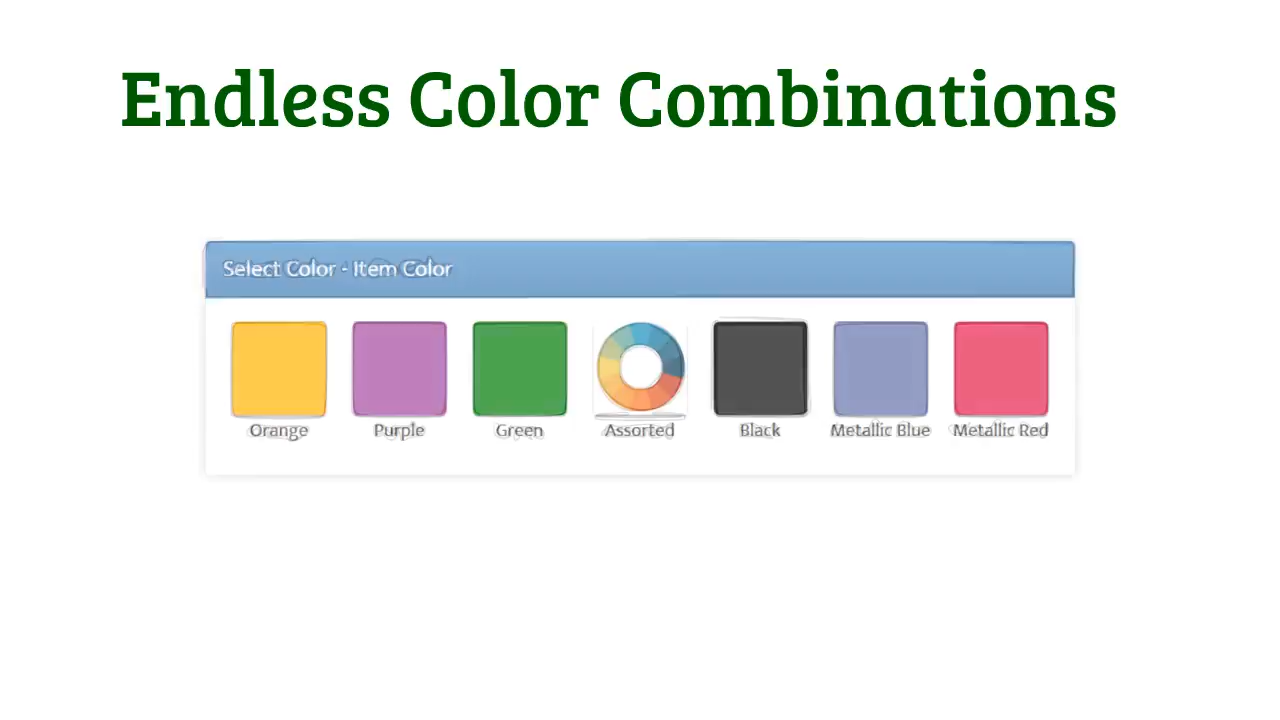 Endless Color Combinations
Select Color - Item Color
Orange
Purple
Green
Assorted
Black
Metallic Blue
Metallic Red